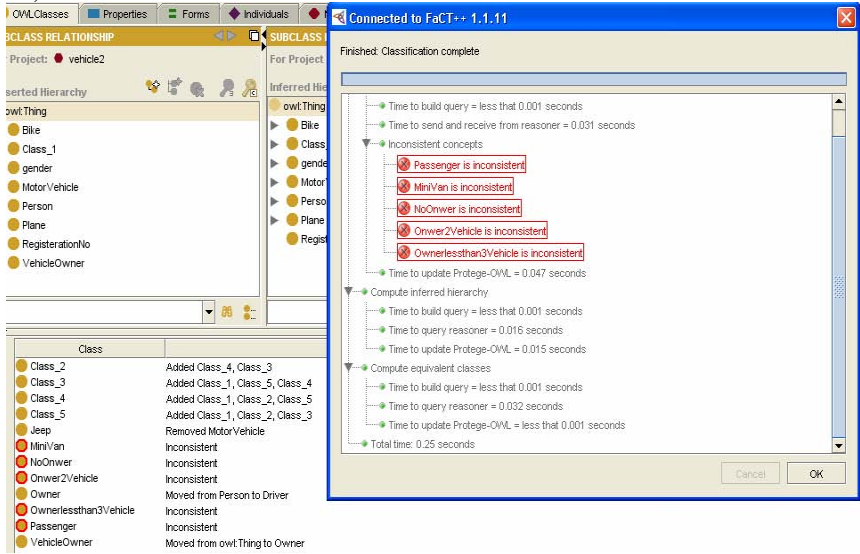 OWLClasses Properties Forms Individuals
SUBCLASS RELATIONSHIP
Project: vehicle2
Asserted Hierarchy
owl:Thing
Bike
Class_1
gender
MotorVehicle
Person
Plane
RegisterationNo
VehicleOwner
For Project
Inferred Hie
owl:Thing
Bike
Class
gende
Motor
Perso
Plane
Regist
Connected to FaCT++ 1.1.11
Finished: Classification complete
Time to build query = less that 0.001 seconds
Time to send and receive from reasoner = 0.031 seconds
Inconsistent concepts
Passenger is inconsistent
MiniVan is inconsistent
NoOnwer is inconsistent
Onwer2Vehicle is inconsistent
Ownerlessthan3Vehicle is inconsistent
Time to update Protege-OWL = 0.047 seconds
Compute inferred hierarchy
Time to build query = less that 0.001 seconds
Time to query reasoner = 0.016 seconds
Time to update Protege-OWL = 0.015 seconds
Compute equivalent classes
Time to build query = less that 0.001 seconds
Time to query reasoner = 0.032 seconds
Time to update Protege-OWL = less that 0.001 seconds
Total time: 0.25 seconds
Cancel OK
Class
Class_2 Added Class_4, Class_3
Class_3 Added Class_1, Class_5, Class_4
Class_4 Added Class_1, Class_2, Class_5
Class_5 Added Class_1, Class_2, Class_3
Jeep Removed MotorVehicle
MiniVan Inconsistent
NoOnwer Inconsistent
Onwer2Vehicle Inconsistent
Owner Moved from Person to Driver
Ownerlessthan3Vehicle Inconsistent
Passenger Inconsistent
VehicleOwner Moved from owl:Thing to Owner